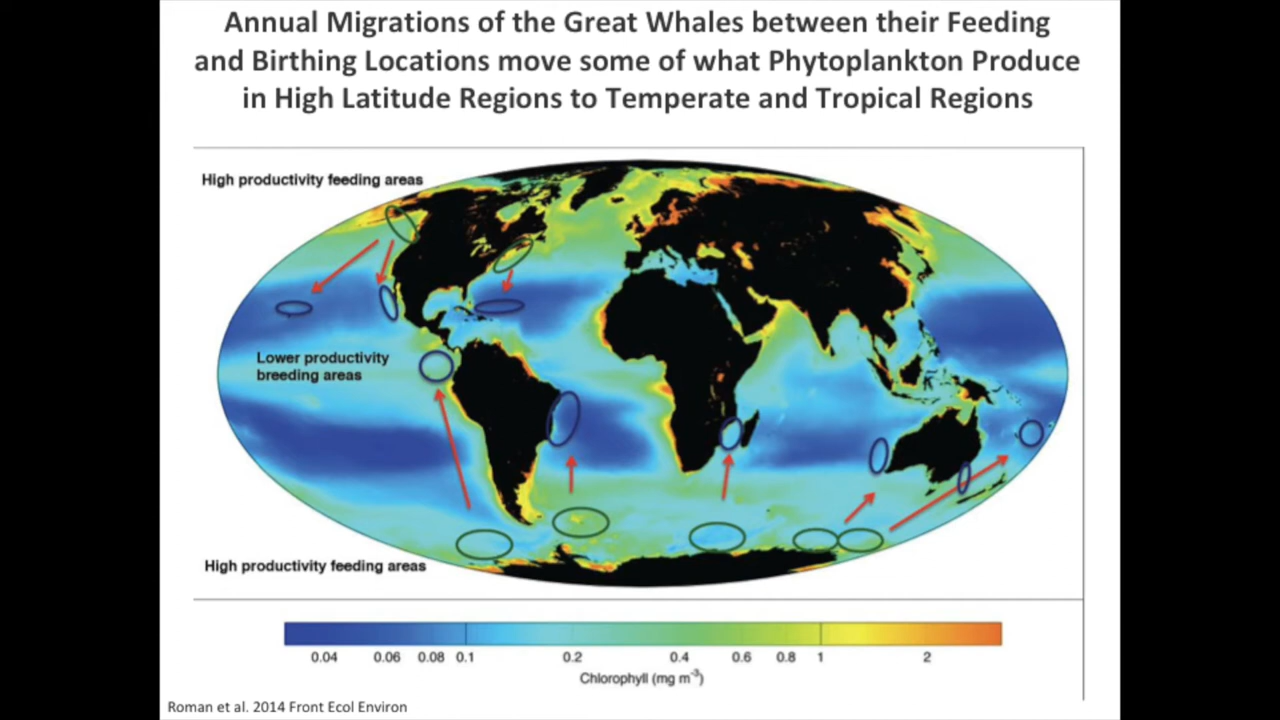 Annual Migrations of the Great Whales between their Feeding
and Birthing Locations move some of what Phytoplankton Produce
in High Latitude Regions to Temperate and Tropical Regions
High productivity feeding areas
Lower productivity
breeding areas
High productivity feeding areas
0.04 0.06 0.08 0.1 0.2 0.4 0.6 0.8 1 2
Chlorophyll (mg m⁻³)
Roman et al. 2014 Front Ecol Environ